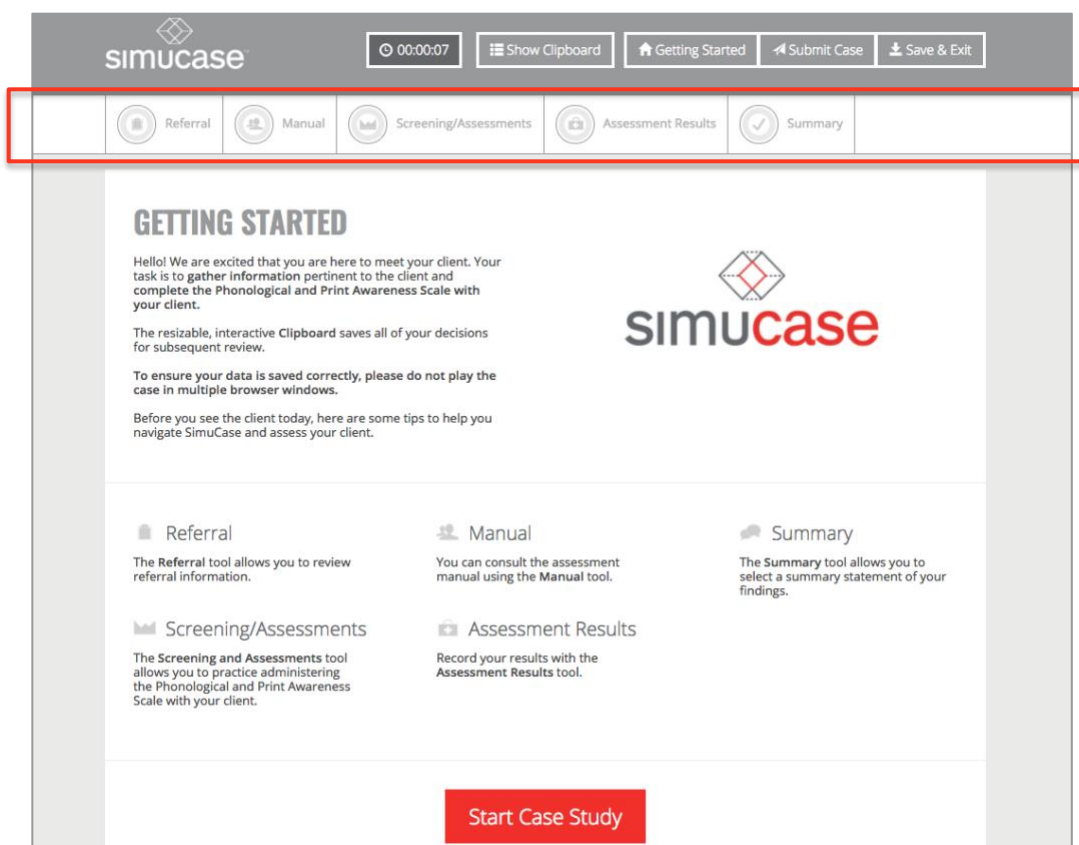 simucase
00:00:07
Show Clipboard
Getting Started
Submit Case
Save & Exit
Referral
Manual
Screening/Assessments
Assessment Results
Summary
GETTING STARTED
Hello! We are excited that you are here to meet your client. Your
task is to gather information pertinent to the client and
complete the Phonological and Print Awareness Scale with
your client.
The resizable, interactive Clipboard saves all of your decisions
for subsequent review.
To ensure your data is saved correctly, please do not play the
case in multiple browser windows.
Before you see the client today, here are some tips to help you
navigate SimuCase and assess your client.
simucase
Referral
The Referral tool allows you to review
referral information.
Manual
You can consult the assessment
manual using the Manual tool.
Summary
The Summary tool allows you to
select a summary statement of your
findings.
Screening/Assessments
The Screening and Assessments tool
allows you to practice administering
the Phonological and Print Awareness
Scale with your client.
Assessment Results
Record your results with the
Assessment Results tool.
Start Case Study